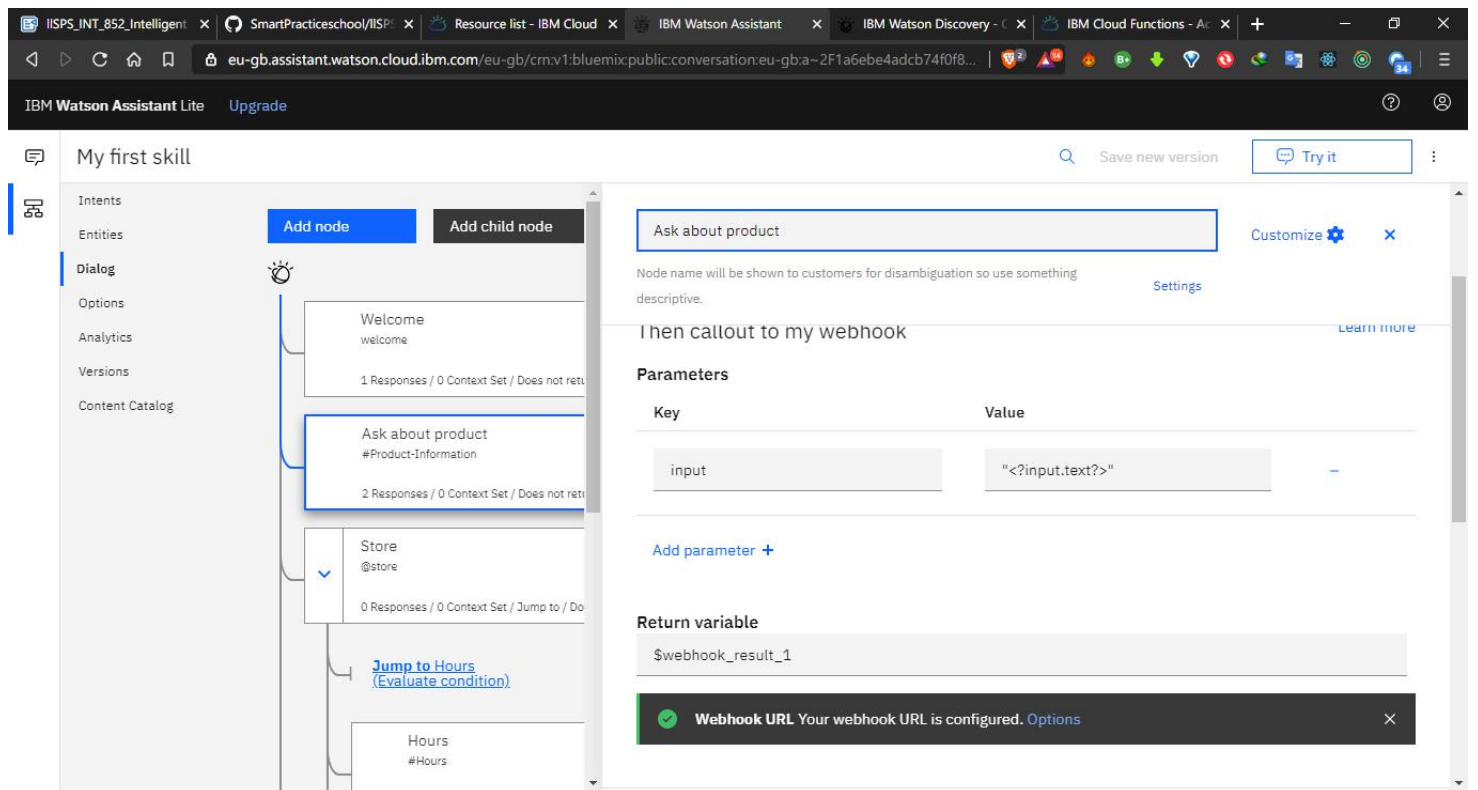 IISPS_INT_852_Intelligent
SmartPracticeschool/IISPS
Resource list - IBM Cloud
IBM Watson Assistant
IBM Watson Discovery - C
IBM Cloud Functions - Ac
eu-gb.assistant.watson.cloud.ibm.com/eu-gb/crn:v1:bluemix:public:conversation:eu-gb:a~2F1a6ebe4adcb74f0f8...
2
14
B+
34
IBM Watson Assistant Lite Upgrade
My first skill
Save new version
Try it
Intents
Entities
Dialog
Options
Analytics
Versions
Content Catalog
Add node
Add child node
Welcome
welcome
1 Responses / 0 Context Set / Does not retu
Ask about product
#Product-Information
2 Responses / 0 Context Set / Does not retu
Store
@store
0 Responses / 0 Context Set / Jump to / Do
Jump to Hours
(Evaluate condition)
Hours
#Hours
Ask about product
Customize
Node name will be shown to customers for disambiguation so use something
descriptive.
Settings
Then callout to my webhook
Learn more
Parameters
Key Value
input "<?input.text?>"
Add parameter +
Return variable
$webhook_result_1
Webhook URL Your webhook URL is configured. Options